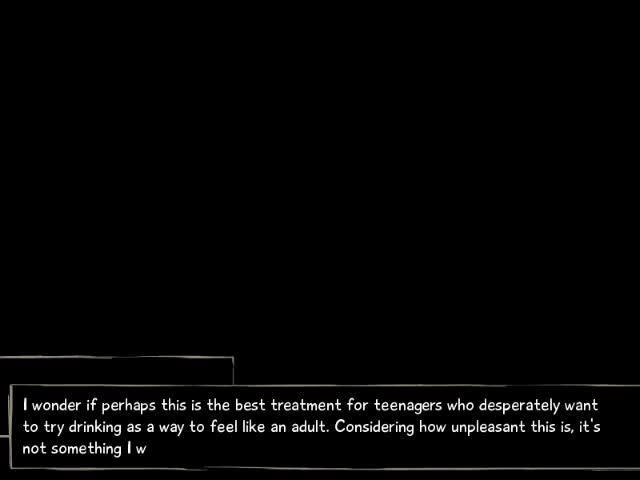 I wonder if perhaps this is the best treatment for teenagers who desperately want
to try drinking as a way to feel like an adult. Considering how unpleasant this is, it's
not something I w